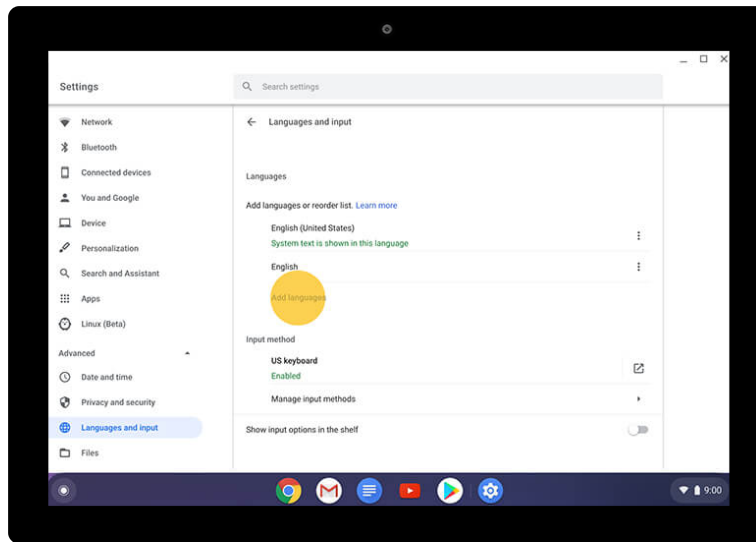 Settings
Search settings
Network
Bluetooth
Connected devices
You and Google
Device
Personalization
Search and Assistant
Apps
Linux (Beta)
Advanced
Date and time
Privacy and security
Languages and input
Files
Languages and input
Languages
Add languages or reorder list. Learn more
English (United States)
System text is shown in this language
English
Add languages
Input method
US keyboard
Enabled
Manage input methods
Show input options in the shelf
9:00